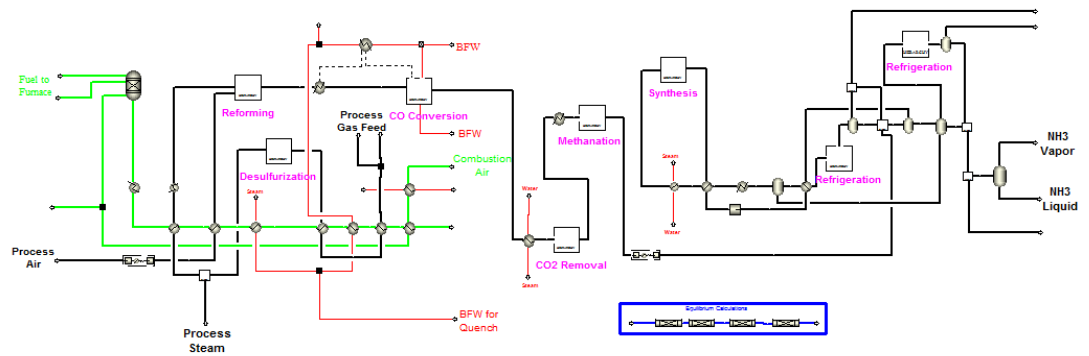 Fuel to
Furnace
BFW
Reforming
CO Conversion
BFW
Process
Gas Feed
Desulfurization
Combustion
Air
Steam
Process
Air
Process
Steam
BFW for
Quench
Water
Steam
CO2 Removal
Methanation
Synthesis
Steam
Water
Refrigeration
Refrigeration
NH3
Vapor
NH3
Liquid
Equilibrium Calculations